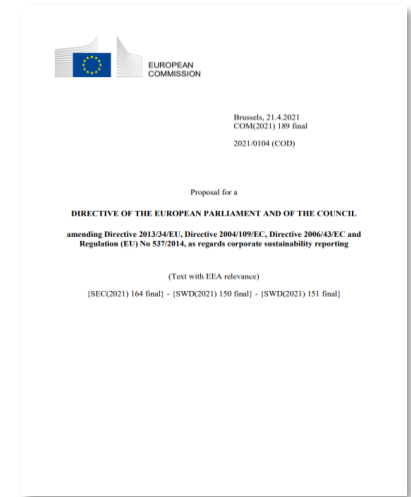 EUROPEAN
COMMISSION
Brussels, 21.4.2021
COM(2021) 189 final
2021/0104 (COD)
Proposal for a
DIRECTIVE OF THE EUROPEAN PARLIAMENT AND OF THE COUNCIL
amending Directive 2013/34/EU, Directive 2004/109/EC, Directive 2006/43/EC and
Regulation (EU) No 537/2014, as regards corporate sustainability reporting
(Text with EEA relevance)
{SEC(2021) 164 final} - {SWD(2021) 150 final} - {SWD(2021) 151 final}